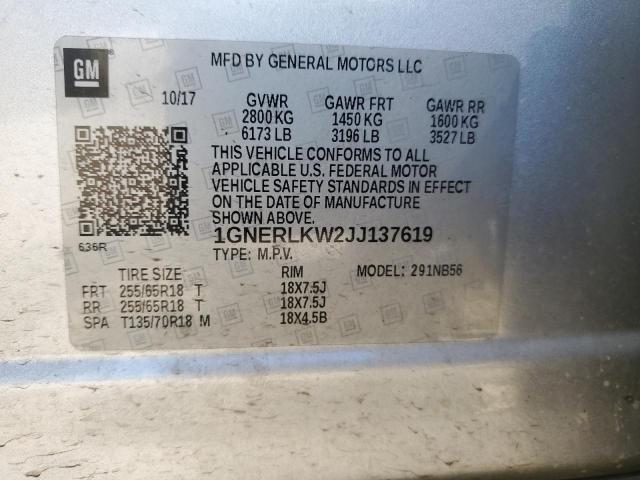 GM
MFD BY GENERAL MOTORS LLC
10/17 GVWR GAWR FRT GAWR RR
2800 KG 1450 KG 1600 KG
6173 LB 3196 LB 3527 LB
THIS VEHICLE CONFORMS TO ALL
APPLICABLE U.S. FEDERAL MOTOR
VEHICLE SAFETY STANDARDS IN EFFECT
ON THE DATE OF MANUFACTURE
SHOWN ABOVE.
636R
1GNERLKW2JJ137619
TYPE: M.P.V.
TIRE SIZE RIM MODEL: 291NB56
FRT 255/65R18 T 18X7.5J
RR 255/65R18 T 18X7.5J
SPA T135/70R18 M 18X4.5B